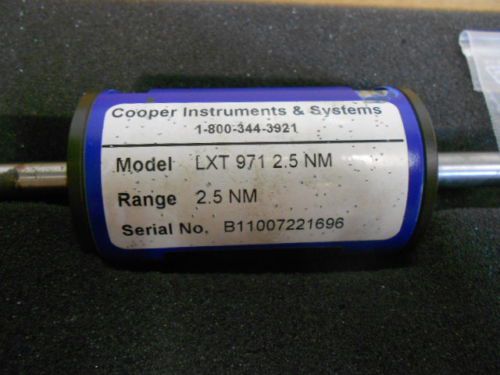 Cooper Instruments & Systems
1-800-344-3921
Model LXT 971 2.5 NM
Range 2.5 NM
Serial No. B11007221696